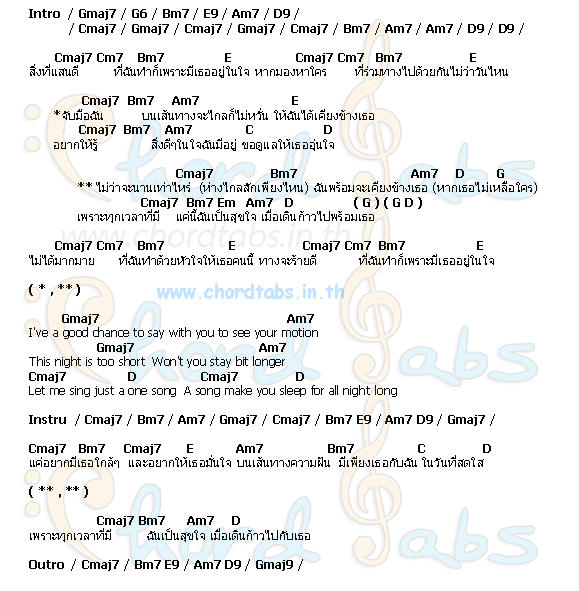 Intro / Gmaj7 / G6 / Bm7 / E9 / Am7 / D9 /
/ Cmaj7 / Gmaj7 / Cmaj7 / Gmaj7 / Cmaj7 / Bm7 / Am7 / Am7 / D9 / D9 /
Cmaj7 Cm7 Bm7 E Cmaj7 Cm7 Bm7 E
สิ่งที่แสนดี ที่ฉันทำก็เพราะมีเธออยู่ในใจ หากมองหาใคร ที่ร่วมทางไปด้วยกันไม่ว่าวันไหน
Cmaj7 Bm7 Am7 E
*จับมือฉัน บนเส้นทางจะไกลก็ไม่หวั่น ให้ฉันได้เคียงข้างเธอ
Cmaj7 Bm7 Am7 C D
อยากให้รู้ สิ่งดีๆในใจฉันมีอยู่ ขอดูแลให้เธออุ่นใจ
Cmaj7 Bm7 Am7 D G
** ไม่ว่าจะนานเท่าไหร่ (ห่างไกลสักเพียงไหน) ฉันพร้อมจะเคียงข้างเธอ (หากเธอไม่เหลือใคร)
Cmaj7 Bm7 Em Am7 D ( G ) ( G D )
เพราะทุกเวลาที่มี แค่นี้ฉันเป็นสุขใจ เมื่อเดินก้าวไปพร้อมเธอ
www.chordtabs.in.th
Cmaj7 Cm7 Bm7 E Cmaj7 Cm7 Bm7 E
ไม่ได้มากมาย ที่ฉันทำด้วยหัวใจให้เธอคนนี้ ทางจะร้ายดี ที่ฉันทำก็เพราะมีเธออยู่ในใจ
( * , ** )
www.chordtabs.in.th
Gmaj7 Am7
I've a good chance to say with you to see your motion
Gmaj7 Am7
This night is too short Won't you stay bit longer
Cmaj7 D Cmaj7 D
Let me sing just a one song A song make you sleep for all night long
Instru / Cmaj7 / Bm7 / Am7 / Gmaj7 / Cmaj7 / Bm7 E9 / Am7 D9 / Gmaj7 /
Cmaj7 Bm7 Cmaj7 E Am7 Bm7 C D
แค่อยากมีเธอใกล้ๆ และอยากให้เธอมั่นใจ บนเส้นทางความฝัน มีเพียงเธอกับฉัน ในวันที่สดใส
( ** , ** )
Cmaj7 Bm7 Am7 D
เพราะทุกเวลาที่มี ฉันเป็นสุขใจ เมื่อเดินก้าวไปกับเธอ
Outro / Cmaj7 / Bm7 E9 / Am7 D9 / Gmaj9 /
Chord Tabs
Chord Tabs